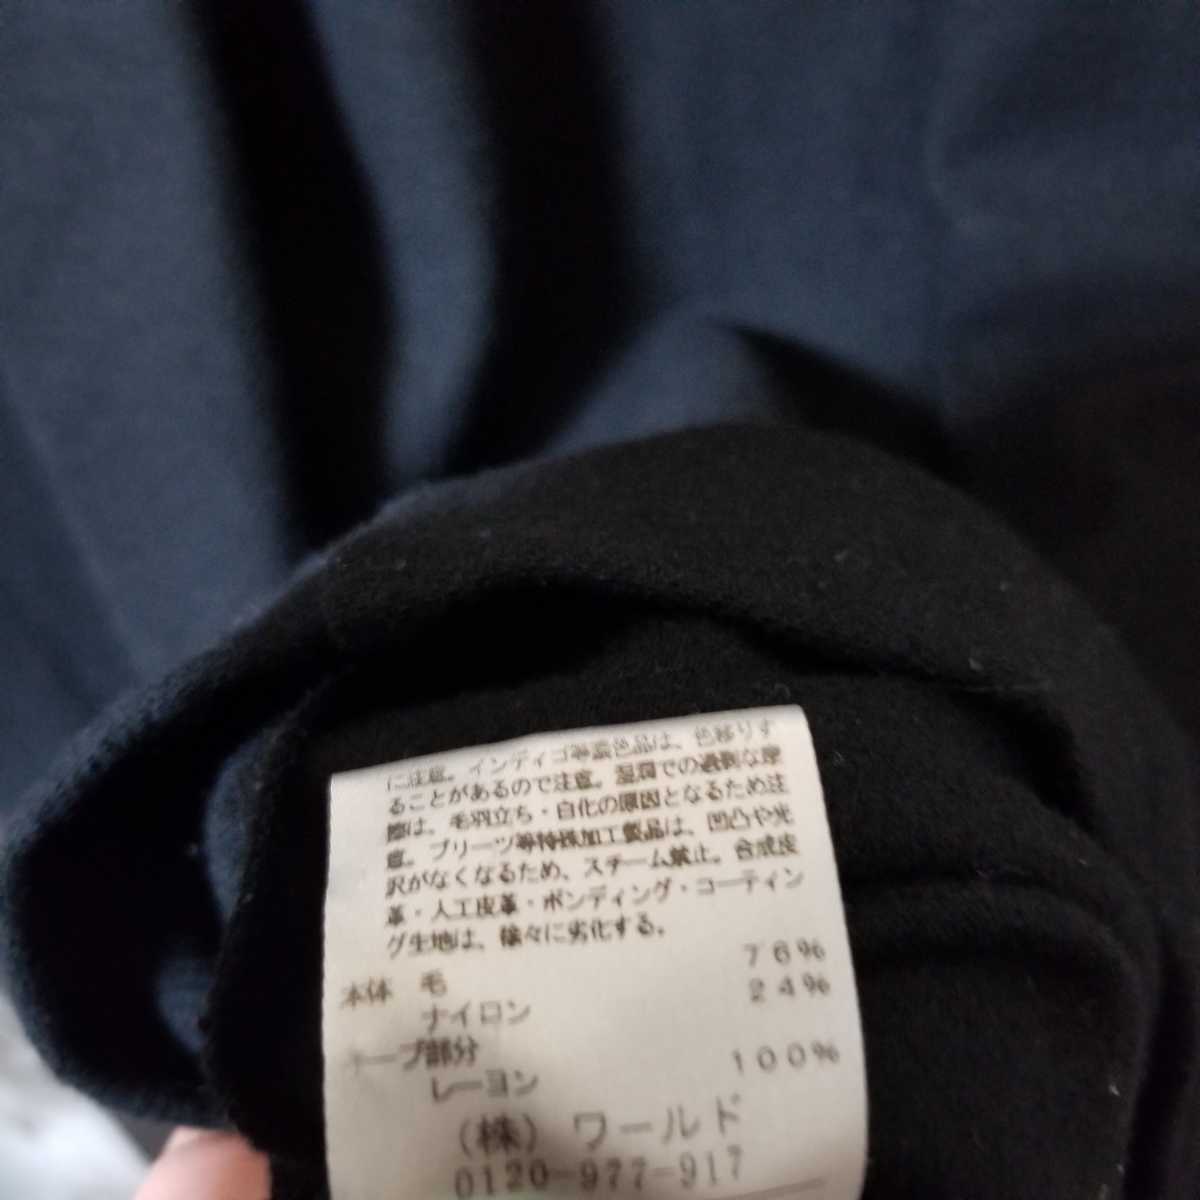 に注意。インディゴ等濃色品は、色移りす
ることがあるので注意。湿潤での過剰な摩
擦は、毛羽立ち・白化の原因となるため注
意。プリーツ等特殊加工製品は、凹凸や光
沢がなくなるため、スチーム禁止。合成皮
革・人工皮革・ボンディング・コーティン
グ生地は、徐々に劣化する。
本体 毛 76%
ナイロン 24%
テープ部分
レーヨン 100%
(株) ワールド
0120-977-917